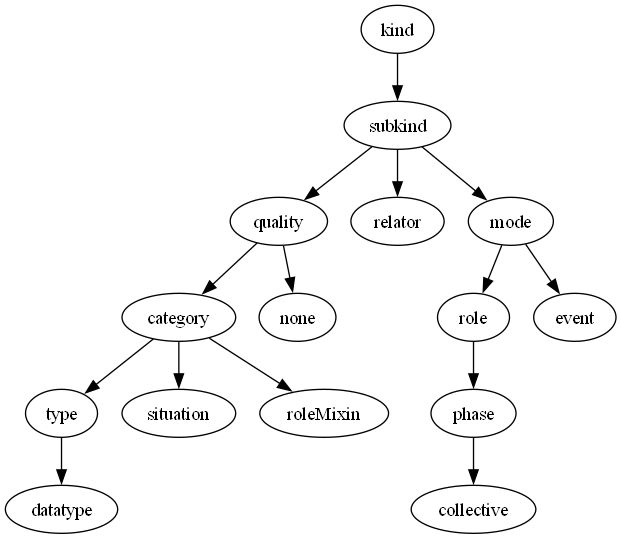 kind
subkind
quality
relator
mode
category
none
role
event
type
situation
roleMixin
phase
datatype
collective